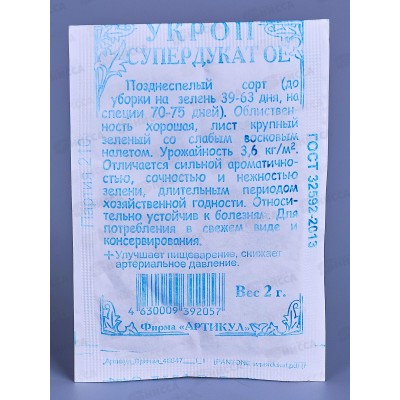 УКРОП
СУПЕРДУКАТ ОЕ
Позднеспелый сорт (до
уборки на зелень 39-63 дня, на
специи 70-75 дней). Облиствен-
ность хорошая, лист крупный
зеленый со слабым восковым
налетом. Урожайность 3,6 кг/м².
Отличается сильной ароматично-
стью, сочностью и нежностью
зелени, длительным периодом
хозяйственной годности. Относи-
тельно устойчив к болезням. Для
потребления в свежем виде и
консервирования.
+Улучшает пищеварение, снижает
артериальное давление.
Вес 2 г.
4 630009 392057
Фирма «АРТИКУЛ»
ГОСТ 32592-2013
Партия 210